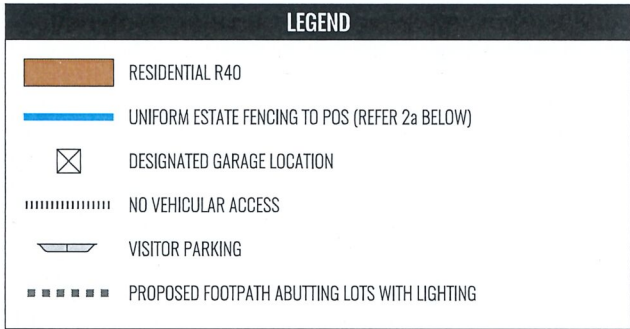 LEGEND
RESIDENTIAL R40
UNIFORM ESTATE FENCING TO POS (REFER 2a BELOW)
DESIGNATED GARAGE LOCATION
NO VEHICULAR ACCESS
VISITOR PARKING
PROPOSED FOOTPATH ABUTTING LOTS WITH LIGHTING